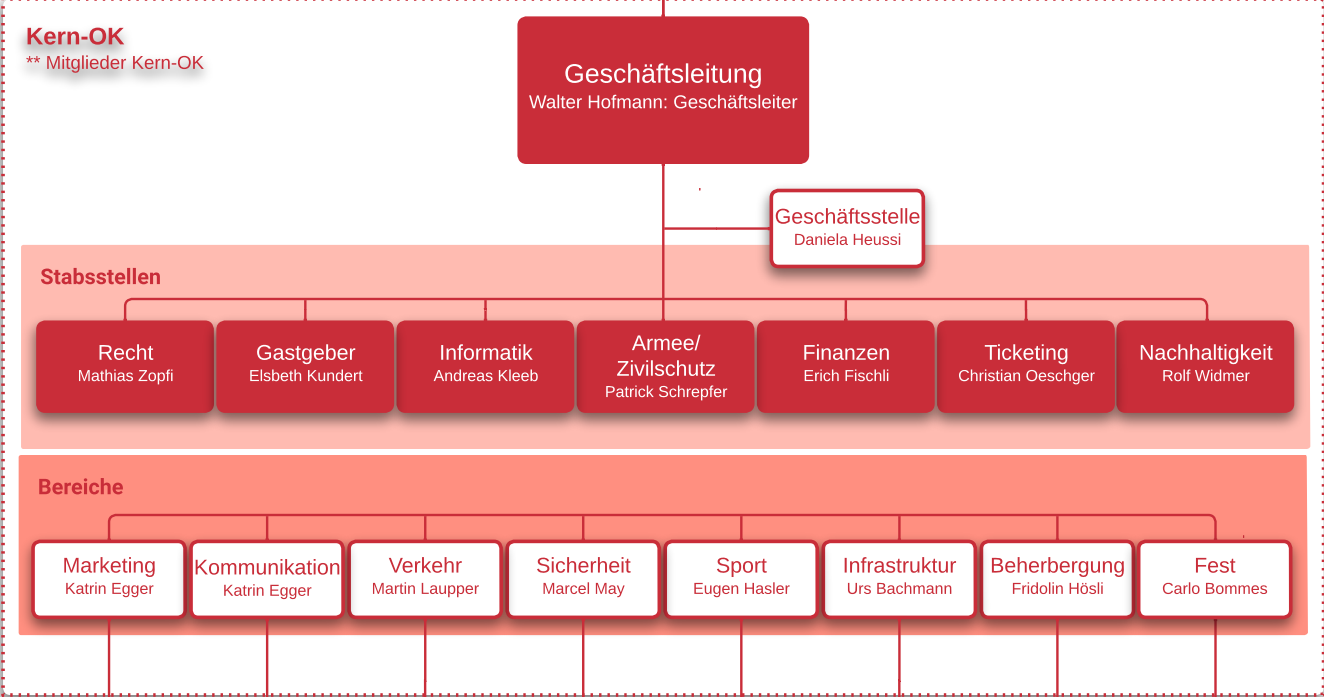 Kern-OK
** Mitglieder Kern-OK
Geschäftsleitung
Walter Hofmann: Geschäftsleiter
Geschäftsstelle
Daniela Heussi
Stabsstellen
Recht
Mathias Zopfi
Gastgeber
Elsbeth Kundert
Informatik
Andreas Kleeb
Armee/
Zivilschutz
Patrick Schrepfer
Finanzen
Erich Fischli
Ticketing
Christian Oeschger
Nachhaltigkeit
Rolf Widmer
Bereiche
Marketing
Katrin Egger
Kommunikation
Katrin Egger
Verkehr
Martin Laupper
Sicherheit
Marcel May
Sport
Eugen Hasler
Infrastruktur
Urs Bachmann
Beherbergung
Fridolin Hösli
Fest
Carlo Bommes